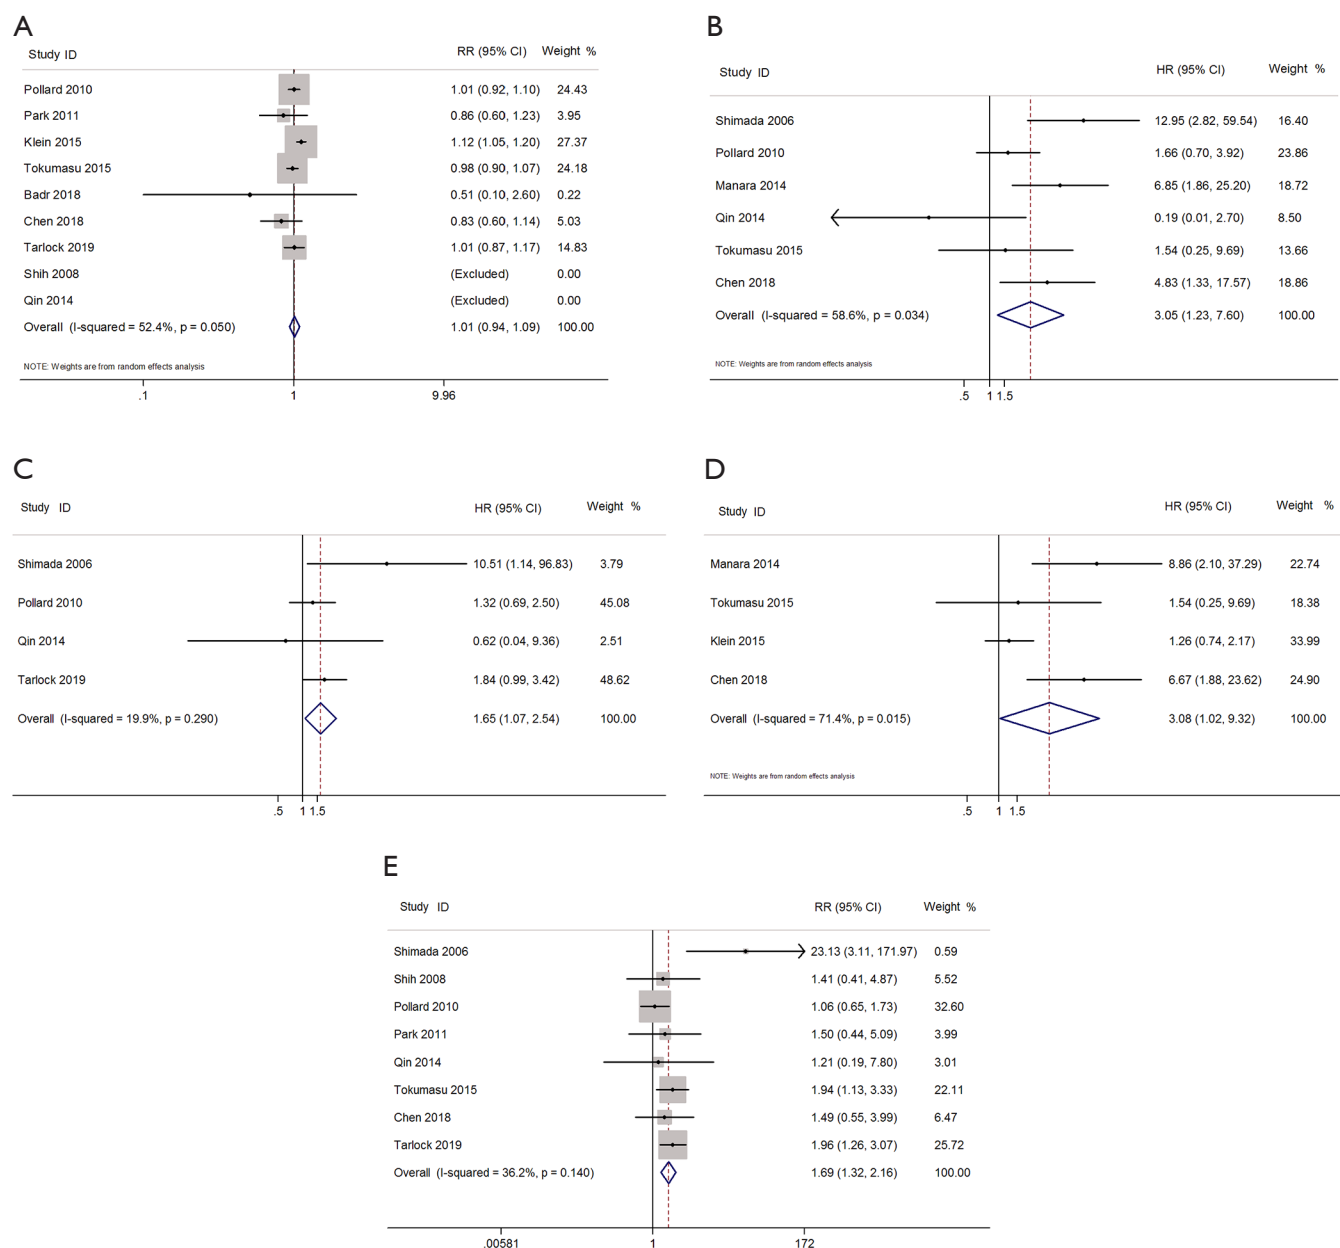 A
Study ID RR (95% CI) Weight %
Pollard 2010 1.01 (0.92, 1.10) 24.43
Park 2011 0.86 (0.60, 1.23) 3.95
Klein 2015 1.12 (1.05, 1.20) 27.37
Tokumasu 2015 0.98 (0.90, 1.07) 24.18
Badr 2018 0.51 (0.10, 2.60) 0.22
Chen 2018 0.83 (0.60, 1.14) 5.03
Tarlock 2019 1.01 (0.87, 1.17) 14.83
Shih 2008 (Excluded) 0.00
Qin 2014 (Excluded) 0.00
Overall (I-squared = 52.4%, p = 0.050) 1.01 (0.94, 1.09) 100.00
NOTE: Weights are from random effects analysis
.1 1 9.96
B
Study ID HR (95% CI) Weight %
Shimada 2006 12.95 (2.82, 59.54) 16.40
Pollard 2010 1.66 (0.70, 3.92) 23.86
Manara 2014 6.85 (1.86, 25.20) 18.72
Qin 2014 0.19 (0.01, 2.70) 8.50
Tokumasu 2015 1.54 (0.25, 9.69) 13.66
Chen 2018 4.83 (1.33, 17.57) 18.86
Overall (I-squared = 58.6%, p = 0.034) 3.05 (1.23, 7.60) 100.00
NOTE: Weights are from random effects analysis
.5 1 1.5
C
Study ID HR (95% CI) Weight %
Shimada 2006 10.51 (1.14, 96.83) 3.79
Pollard 2010 1.32 (0.69, 2.50) 45.08
Qin 2014 0.62 (0.04, 9.36) 2.51
Tarlock 2019 1.84 (0.99, 3.42) 48.62
Overall (I-squared = 19.9%, p = 0.290) 1.65 (1.07, 2.54) 100.00
.5 1 1.5
D
Study ID HR (95% CI) Weight %
Manara 2014 8.86 (2.10, 37.29) 22.74
Tokumasu 2015 1.54 (0.25, 9.69) 18.38
Klein 2015 1.26 (0.74, 2.17) 33.99
Chen 2018 6.67 (1.88, 23.62) 24.90
Overall (I-squared = 71.4%, p = 0.015) 3.08 (1.02, 9.32) 100.00
NOTE: Weights are from random effects analysis
.5 1 1.5
E
Study ID RR (95% CI) Weight %
Shimada 2006 23.13 (3.11, 171.97) 0.59
Shih 2008 1.41 (0.41, 4.87) 5.52
Pollard 2010 1.06 (0.65, 1.73) 32.60
Park 2011 1.50 (0.44, 5.09) 3.99
Qin 2014 1.21 (0.19, 7.80) 3.01
Tokumasu 2015 1.94 (1.13, 3.33) 22.11
Chen 2018 1.49 (0.55, 3.99) 6.47
Tarlock 2019 1.96 (1.26, 3.07) 25.72
Overall (I-squared = 36.2%, p = 0.140) 1.69 (1.32, 2.16) 100.00
.00581 1 172